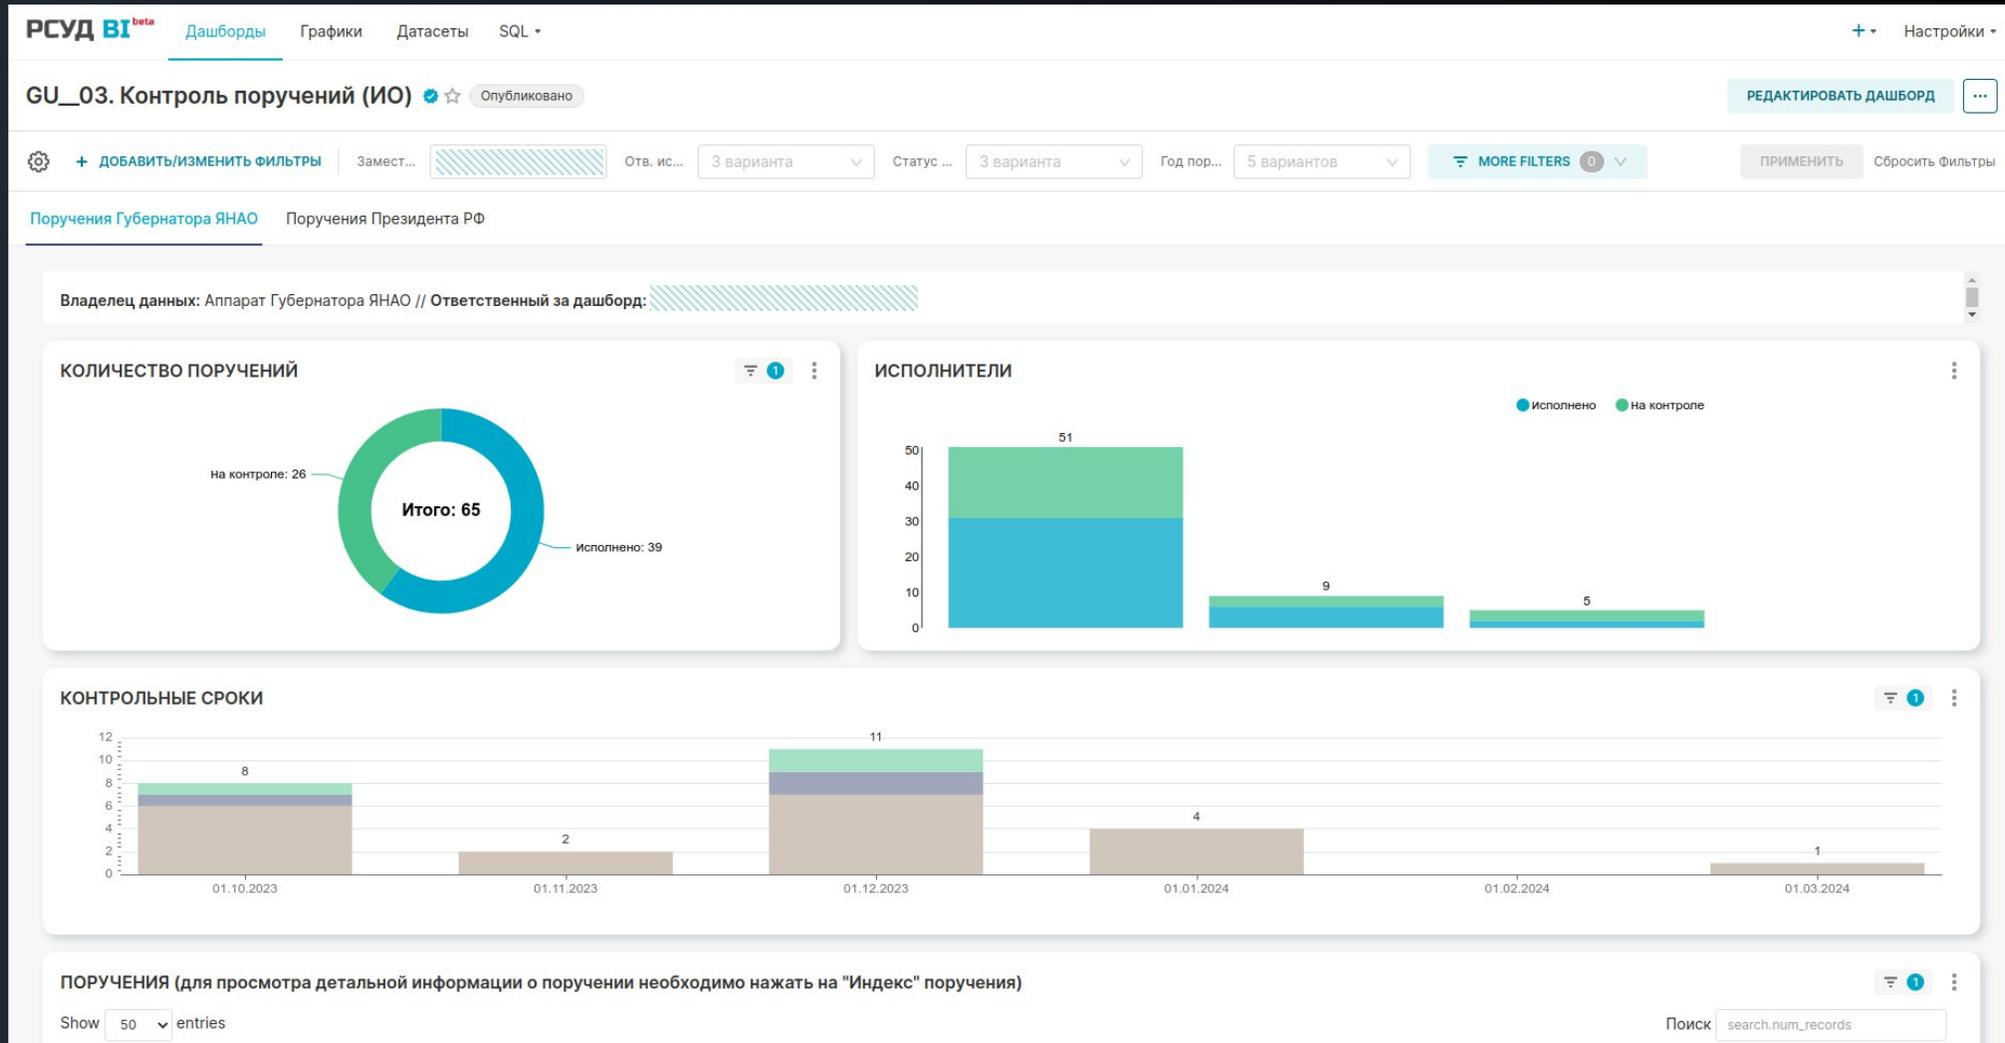 РСУД BI beta Дашборды Графики Датасеты SQL Настройки
GU__03. Контроль поручений (ИО) Опубликовано РЕДАКТИРОВАТЬ ДАШБОРД ...
+ ДОБАВИТЬ/ИЗМЕНИТЬ ФИЛЬТРЫ Замест... Отв. ис... 3 варианта Статус ... 3 варианта Год пор... 5 вариантов MORE FILTERS 0 ПРИМЕНИТЬ Сбросить Фильтры
Поручения Губернатора ЯНАО Поручения Президента РФ
Владелец данных: Аппарат Губернатора ЯНАО // Ответственный за дашборд:
КОЛИЧЕСТВО ПОРУЧЕНИЙ 1
На контроле: 26
Итого: 65
Исполнено: 39
ИСПОЛНИТЕЛИ
Исполнено На контроле
51
50
40
30
20
10
0
9
5
КОНТРОЛЬНЫЕ СРОКИ 1
12
10
8
6
4
2
0
8
2
11
4
1
01.10.2023 01.11.2023 01.12.2023 01.01.2024 01.02.2024 01.03.2024
ПОРУЧЕНИЯ (для просмотра детальной информации о поручении необходимо нажать на "Индекс" поручения) 1
Show 50 entries Поиск search.num_records